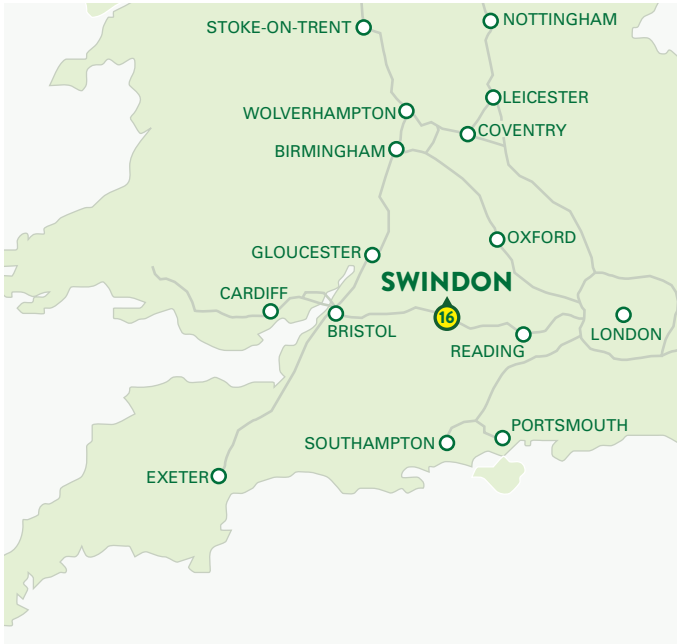 STOKE-ON-TRENT
NOTTINGHAM
WOLVERHAMPTON
LEICESTER
COVENTRY
BIRMINGHAM
OXFORD
GLOUCESTER
SWINDON
CARDIFF
16
BRISTOL
LONDON
READING
PORTSMOUTH
SOUTHAMPTON
EXETER